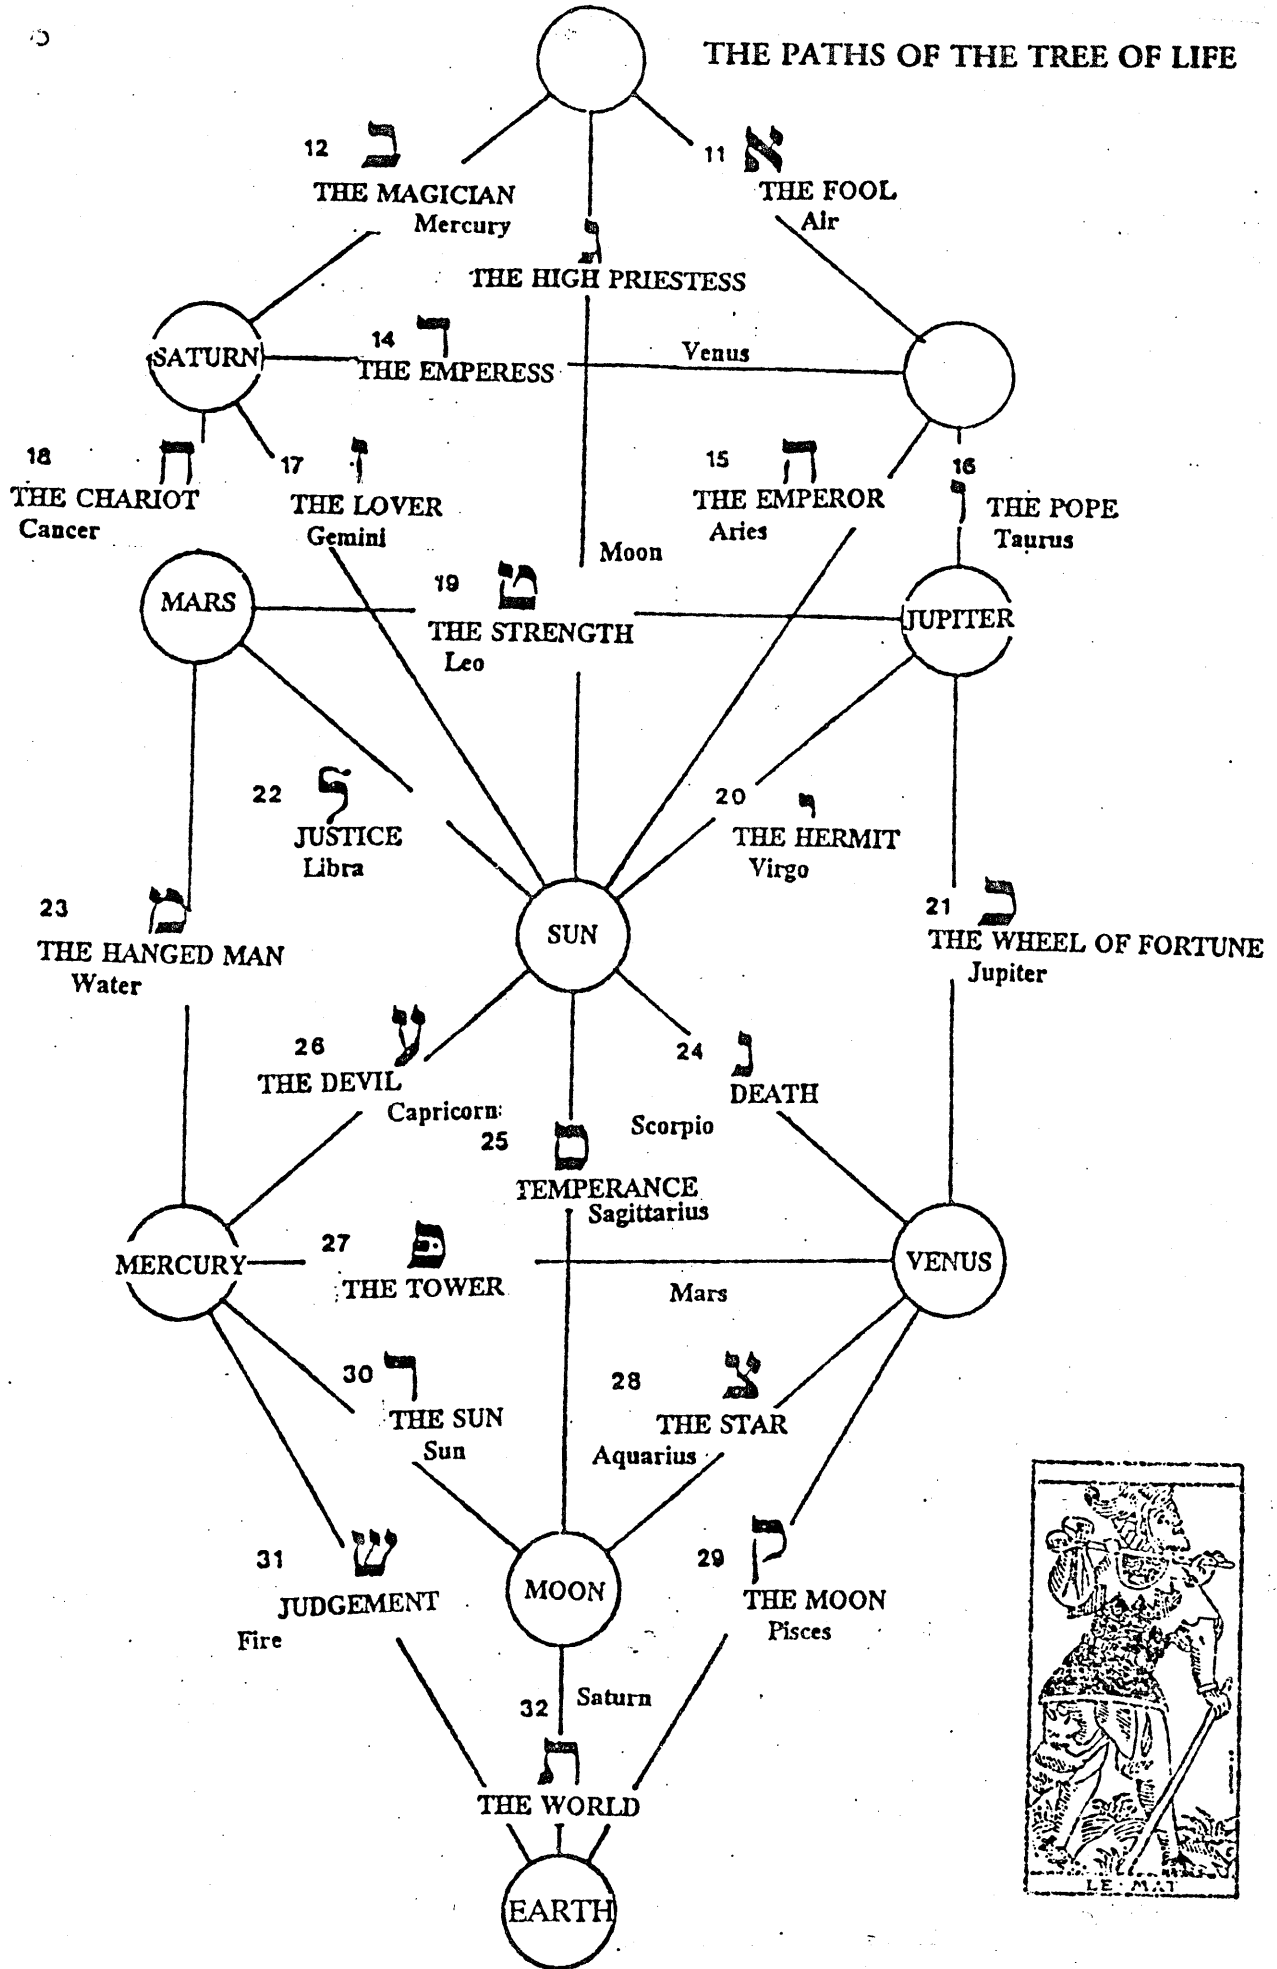 THE PATHS OF THE TREE OF LIFE
12 כ
THE MAGICIAN
Mercury
11 א
THE FOOL
Air
נ
THE HIGH PRIESTESS
SATURN
14 ד
THE EMPERESS
Venus
18 ח
THE CHARIOT
Cancer
17 ז
THE LOVER
Gemini
15 ה
THE EMPEROR
Aries
16
ו
THE POPE
Taurus
Moon
MARS
19 ט
THE STRENGTH
Leo
JUPITER
22 ל
JUSTICE
Libra
20 י
THE HERMIT
Virgo
23 מ
THE HANGED MAN
Water
SUN
21 כ
THE WHEEL OF FORTUNE
Jupiter
26 ע
THE DEVIL
Capricorn
24 נ
DEATH
Scorpio
25 ס
TEMPERANCE
Sagittarius
MERCURY
27 פּ
THE TOWER
Mars
VENUS
30 ר
THE SUN
Sun
28 צ
THE STAR
Aquarius
31 ש
JUDGEMENT
Fire
MOON
29 ק
THE MOON
Pisces
32
Saturn
ת
THE WORLD
EARTH
LE·MAT